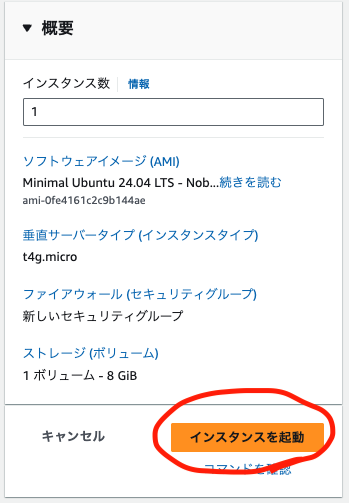 ▼ 概要
インスタンス数 情報
1
ソフトウェアイメージ (AMI)
Minimal Ubuntu 24.04 LTS - Nob...続きを読む
ami-0fe4161c2c9b144ae
垂直サーバータイプ (インスタンスタイプ)
t4g.micro
ファイアウォール (セキュリティグループ)
新しいセキュリティグループ
ストレージ (ボリューム)
1 ボリューム - 8 GiB
キャンセル
インスタンスを起動
コマンドを確認